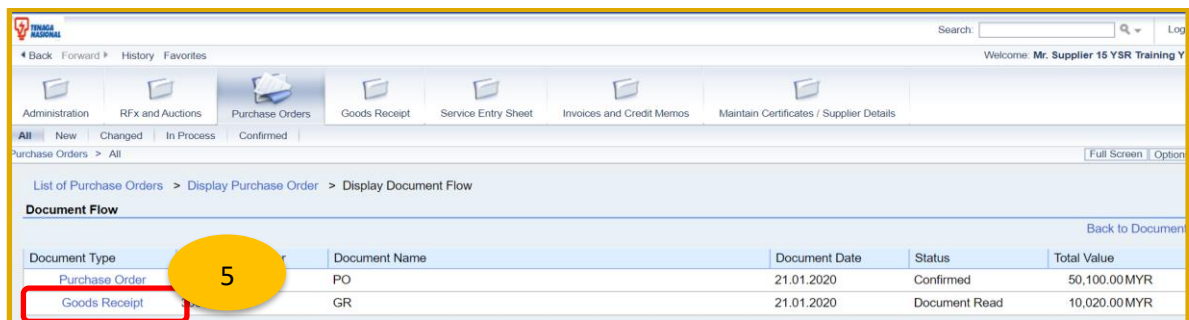 TENAGA
NASIONAL
Search:
Log
Back Forward History Favorites
Welcome: Mr. Supplier 15 YSR Training Y
Administration RFx and Auctions Purchase Orders Goods Receipt Service Entry Sheet Invoices and Credit Memos Maintain Certificates / Supplier Details
All New Changed In Process Confirmed
Purchase Orders > All
Full Screen Option
List of Purchase Orders > Display Purchase Order > Display Document Flow
Document Flow
Back to Document
Document Type Document Name Document Date Status Total Value
5
Purchase Order PO 21.01.2020 Confirmed 50,100.00 MYR
Goods Receipt GR 21.01.2020 Document Read 10,020.00 MYR